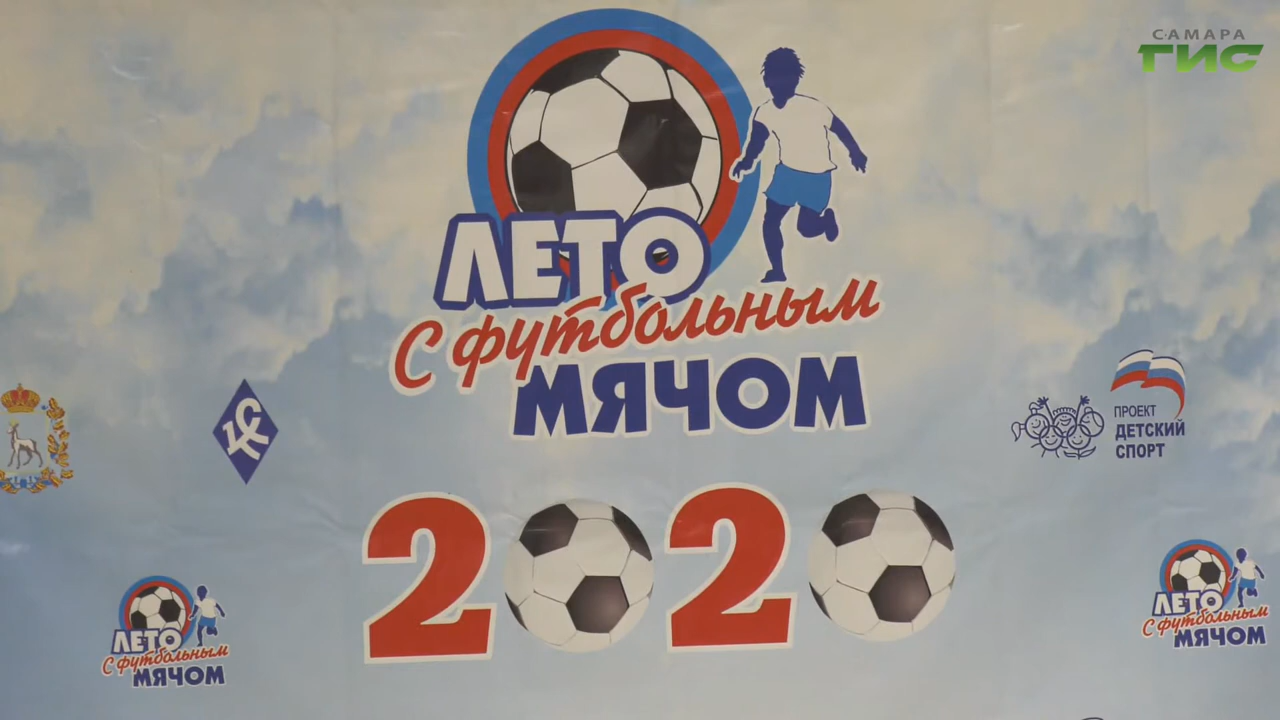 САМАРА
ГИС
ЛЕТО
С футбольным
МЯЧОМ
ПРОЕКТ
ДЕТСКИЙ
СПОРТ
2020
ЛЕТО
С футбольным
МЯЧОМ
ЛЕТО
С футбольным
МЯЧОМ